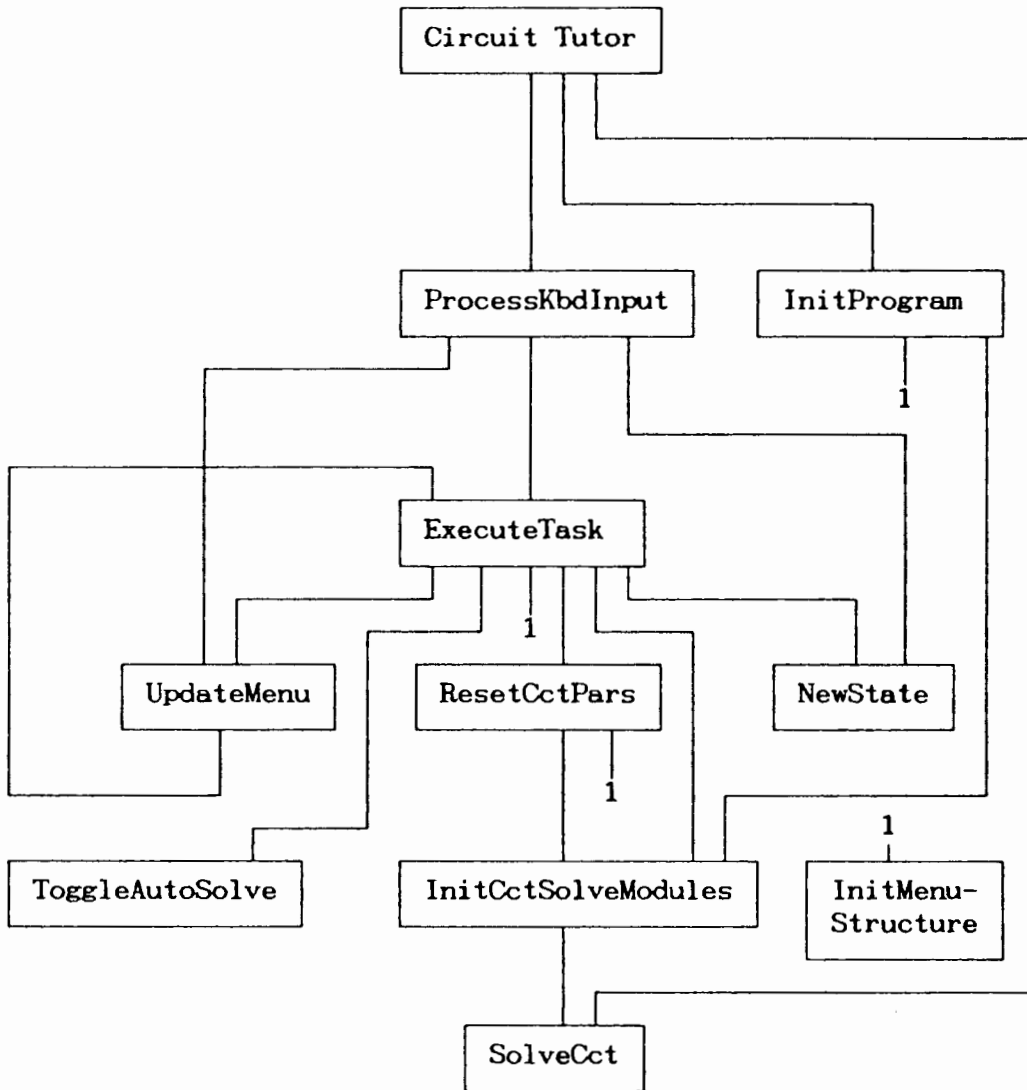 Circuit Tutor
ProcessKbdInput
InitProgram
1
ExecuteTask
1
UpdateMenu
ResetCctPars
NewState
1
1
ToggleAutoSolve
InitCctSolveModules
InitMenu-
Structure
SolveCct